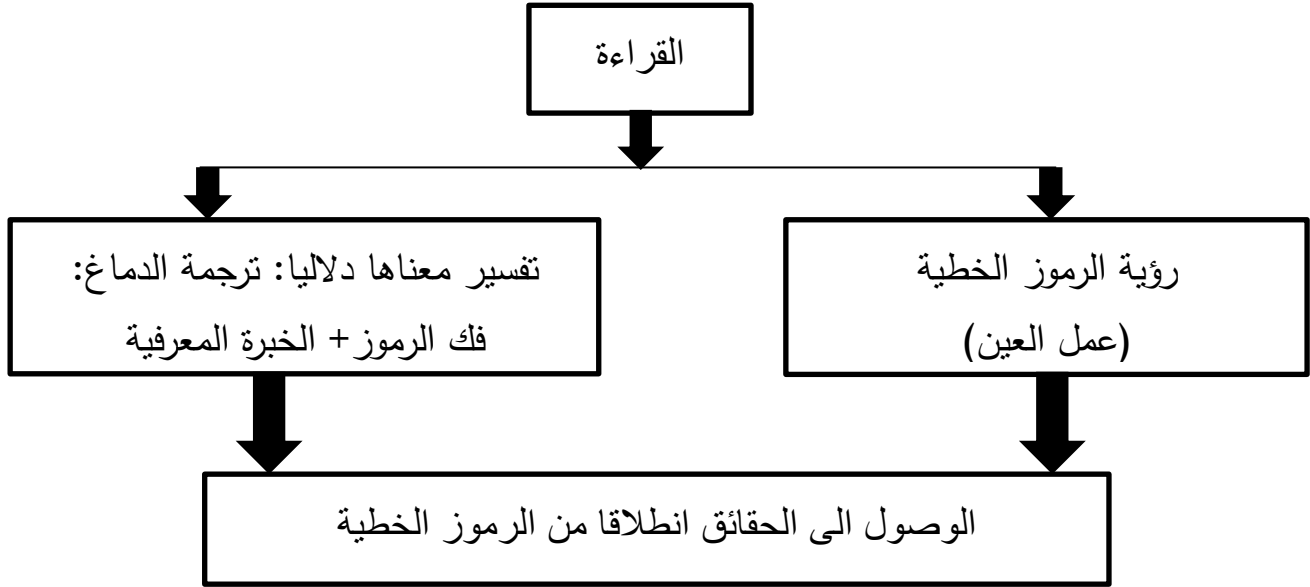 القراءة
رؤية الرموز الخطية
(عمل العين)
تفسير معناها دلاليا: ترجمة الدماغ:
فك الرموز+ الخبرة المعرفية
الوصول الى الحقائق انطلاقا من الرموز الخطية